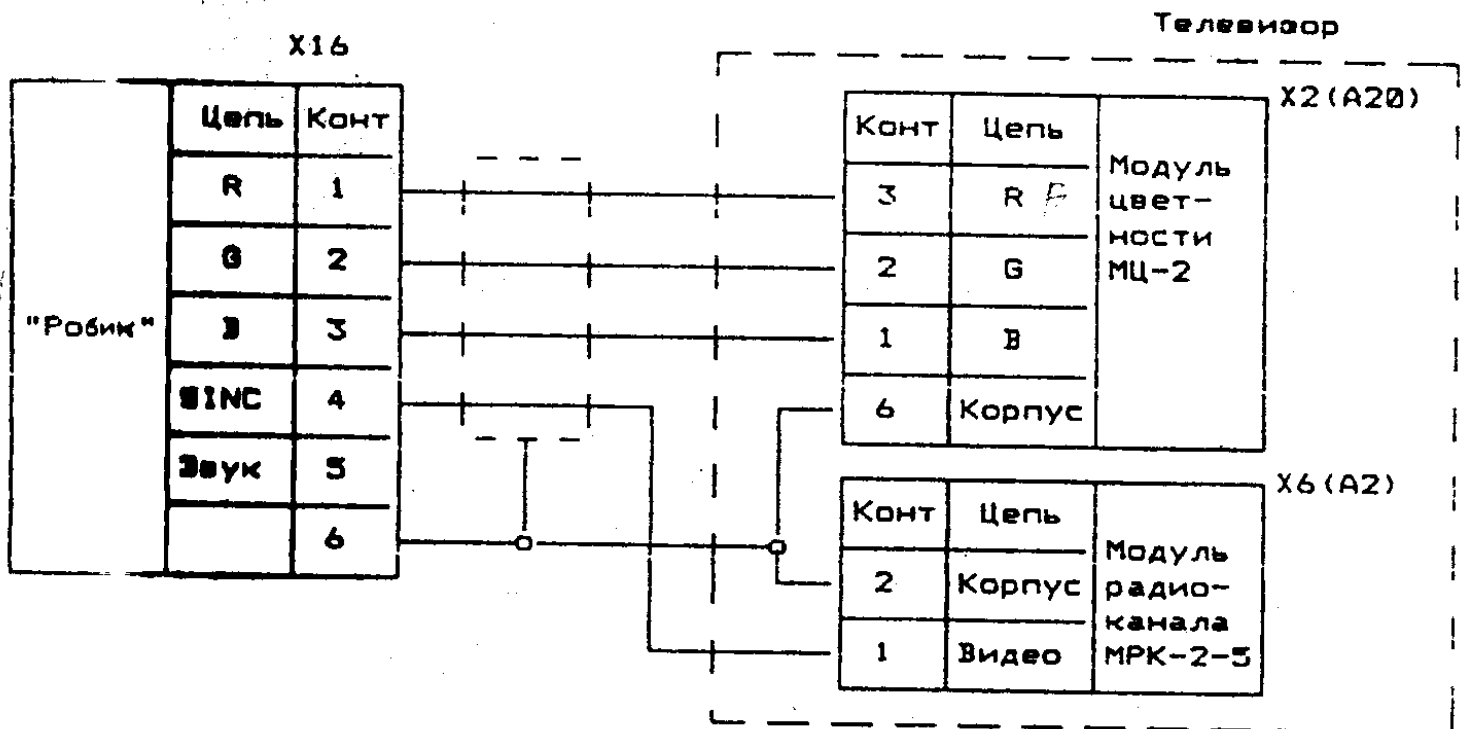 Телевизор
X16
X2(A20)
Цепь Конт
R 1
G 2
B 3
SINC 4
Звук 5
6
"Робик"
Конт Цепь
3 R
2 G
1 B
6 Корпус
Модуль
цвет-
ности
МЦ-2
X6(A2)
Конт Цепь
2 Корпус
1 Видео
Модуль
радио-
канала
МРК-2-5